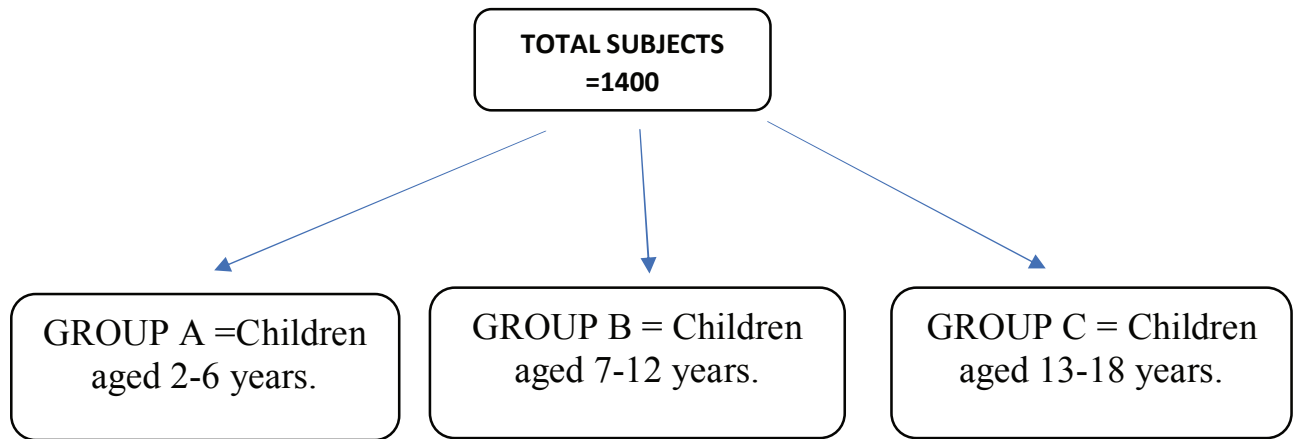 TOTAL SUBJECTS
=1400
GROUP A =Children
aged 2-6 years.
GROUP B = Children
aged 7-12 years.
GROUP C = Children
aged 13-18 years.